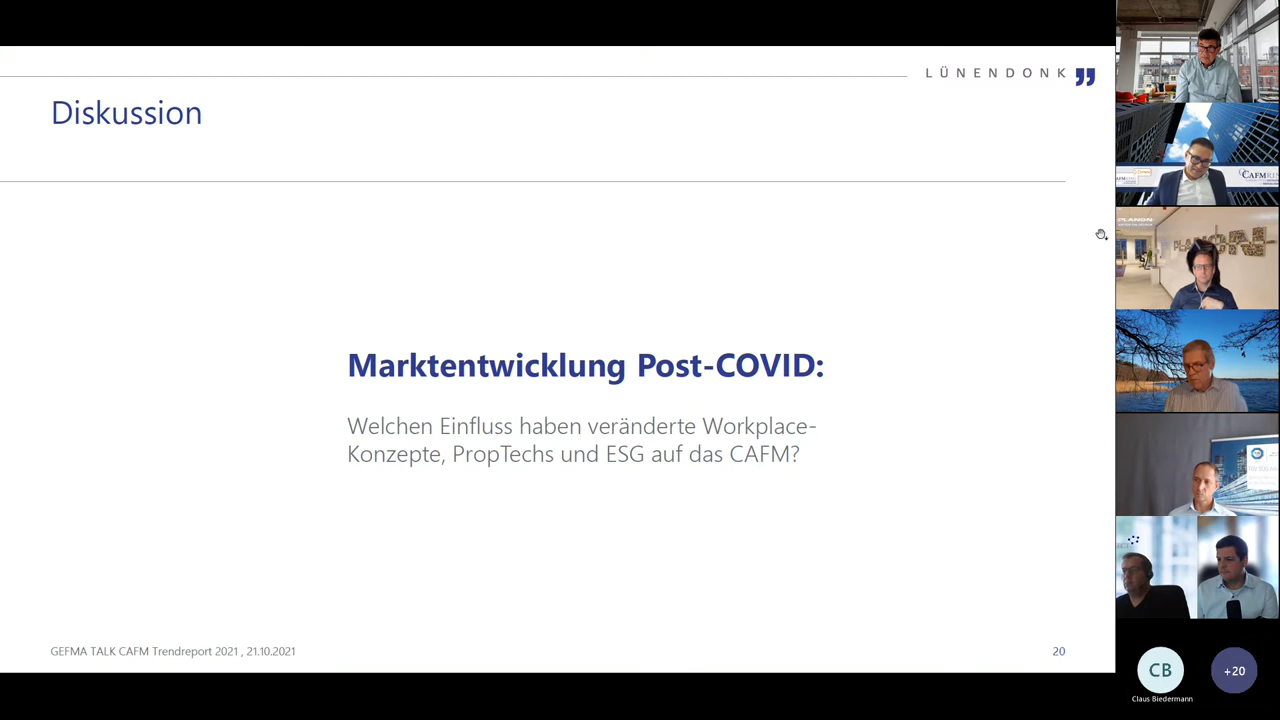 LÜNENDONK
Diskussion
Marktentwicklung Post-COVID:
Welchen Einfluss haben veränderte Workplace-
Konzepte, PropTechs und ESG auf das CAFM?
GEFMA TALK CAFM Trendreport 2021 , 21.10.2021
20
PLANON
CB
+20
Claus Biedermann